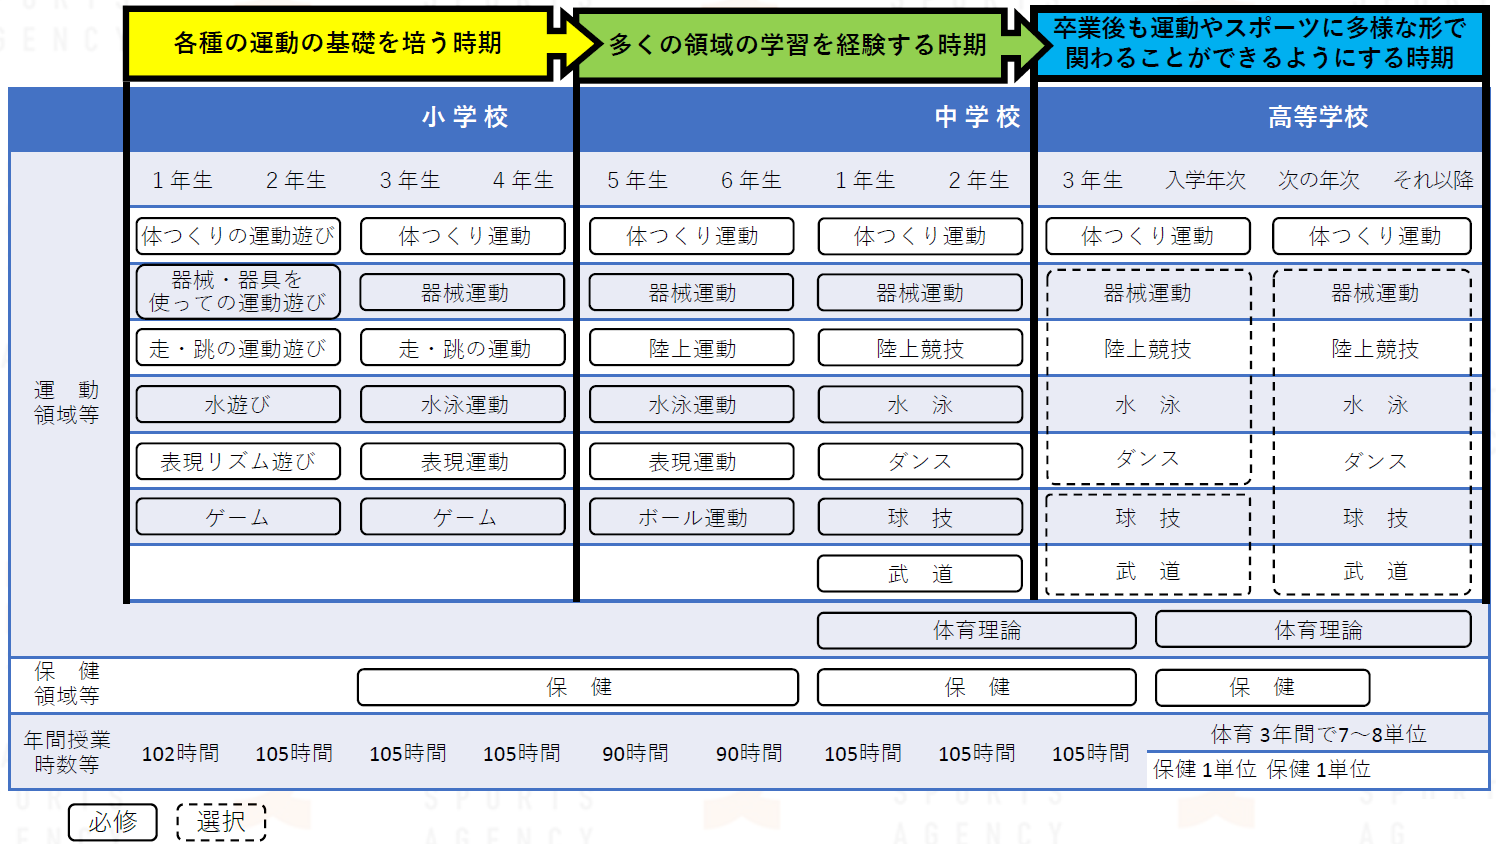 各種の運動の基礎を培う時期
多くの領域の学習を経験する時期
卒業後も運動やスポーツに多様な形で
関わることができるようにする時期
小 学 校
中 学 校
高等学校
1 年生 2 年生 3 年生 4 年生 5 年生 6 年生 1 年生 2 年生 3 年生 入学年次 次の年次 それ以降
運 動
領域等
体つくりの運動遊び 体つくり運動 体つくり運動 体つくり運動 体つくり運動 体つくり運動
器械・器具を
使っての運動遊び 器械運動 器械運動 器械運動 器械運動 器械運動
走・跳の運動遊び 走・跳の運動 陸上運動 陸上競技 陸上競技 陸上競技
水遊び 水泳運動 水泳運動 水 泳 水 泳 水 泳
表現リズム遊び 表現運動 表現運動 ダンス ダンス ダンス
ゲーム ゲーム ボール運動 球 技 球 技 球 技
武 道 武 道 武 道
体育理論 体育理論
保 健
領域等
保 健 保 健 保 健
年間授業
時数等
102時間 105時間 105時間 105時間 90時間 90時間 105時間 105時間 105時間
体育 3年間で7～8単位
保健 1単位 保健 1単位
必修 選択
SPORTS
AGENCY